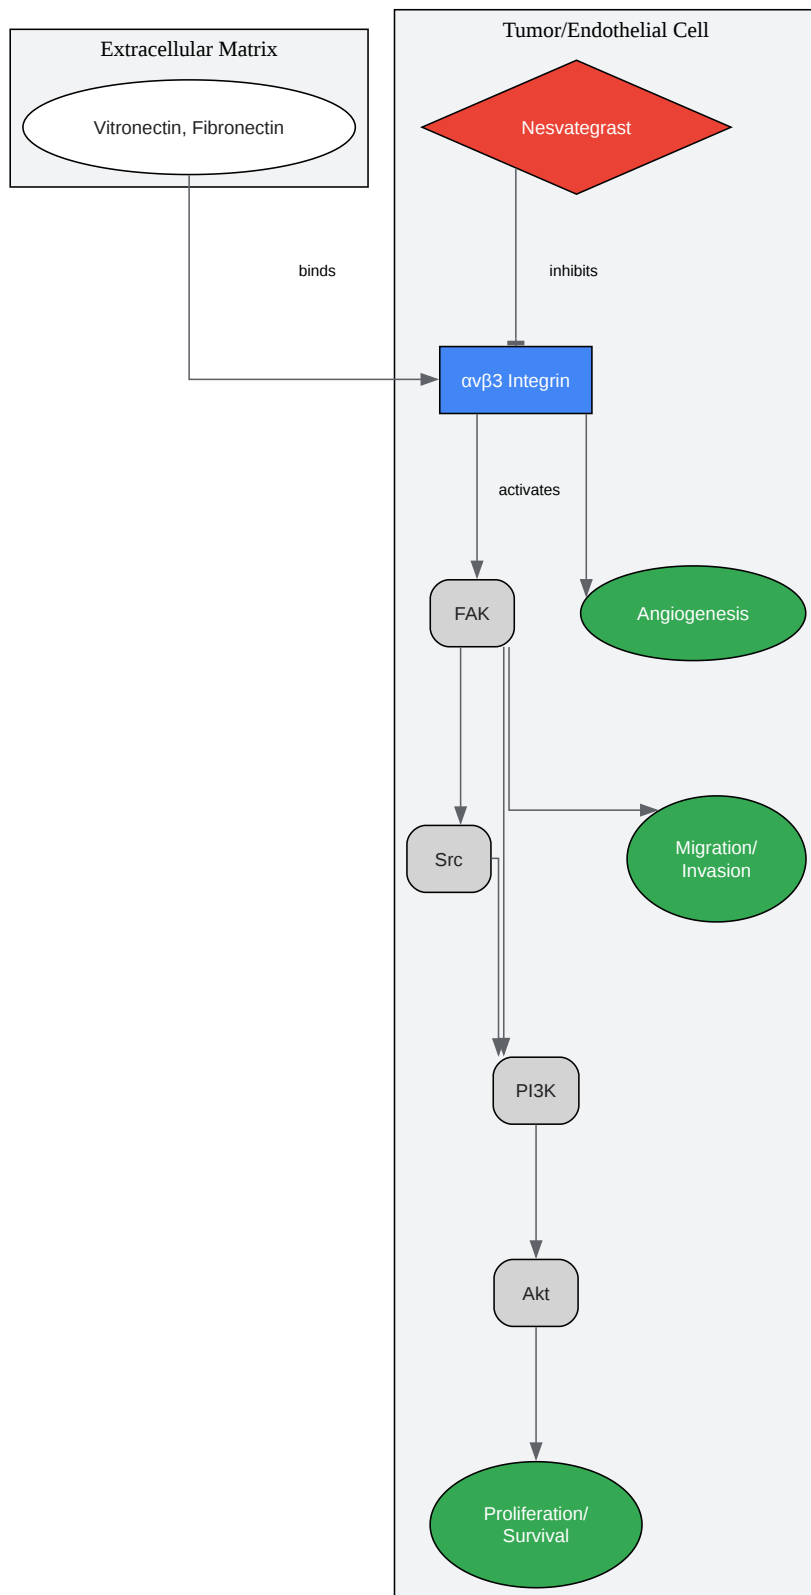 Extracellular Matrix
Tumor/Endothelial Cell
Vitronectin, Fibronectin
Nesvategrast
binds
inhibits
αvβ3 Integrin
activates
FAK
Angiogenesis
Src
Migration/
Invasion
PI3K
Akt
Proliferation/
Survival